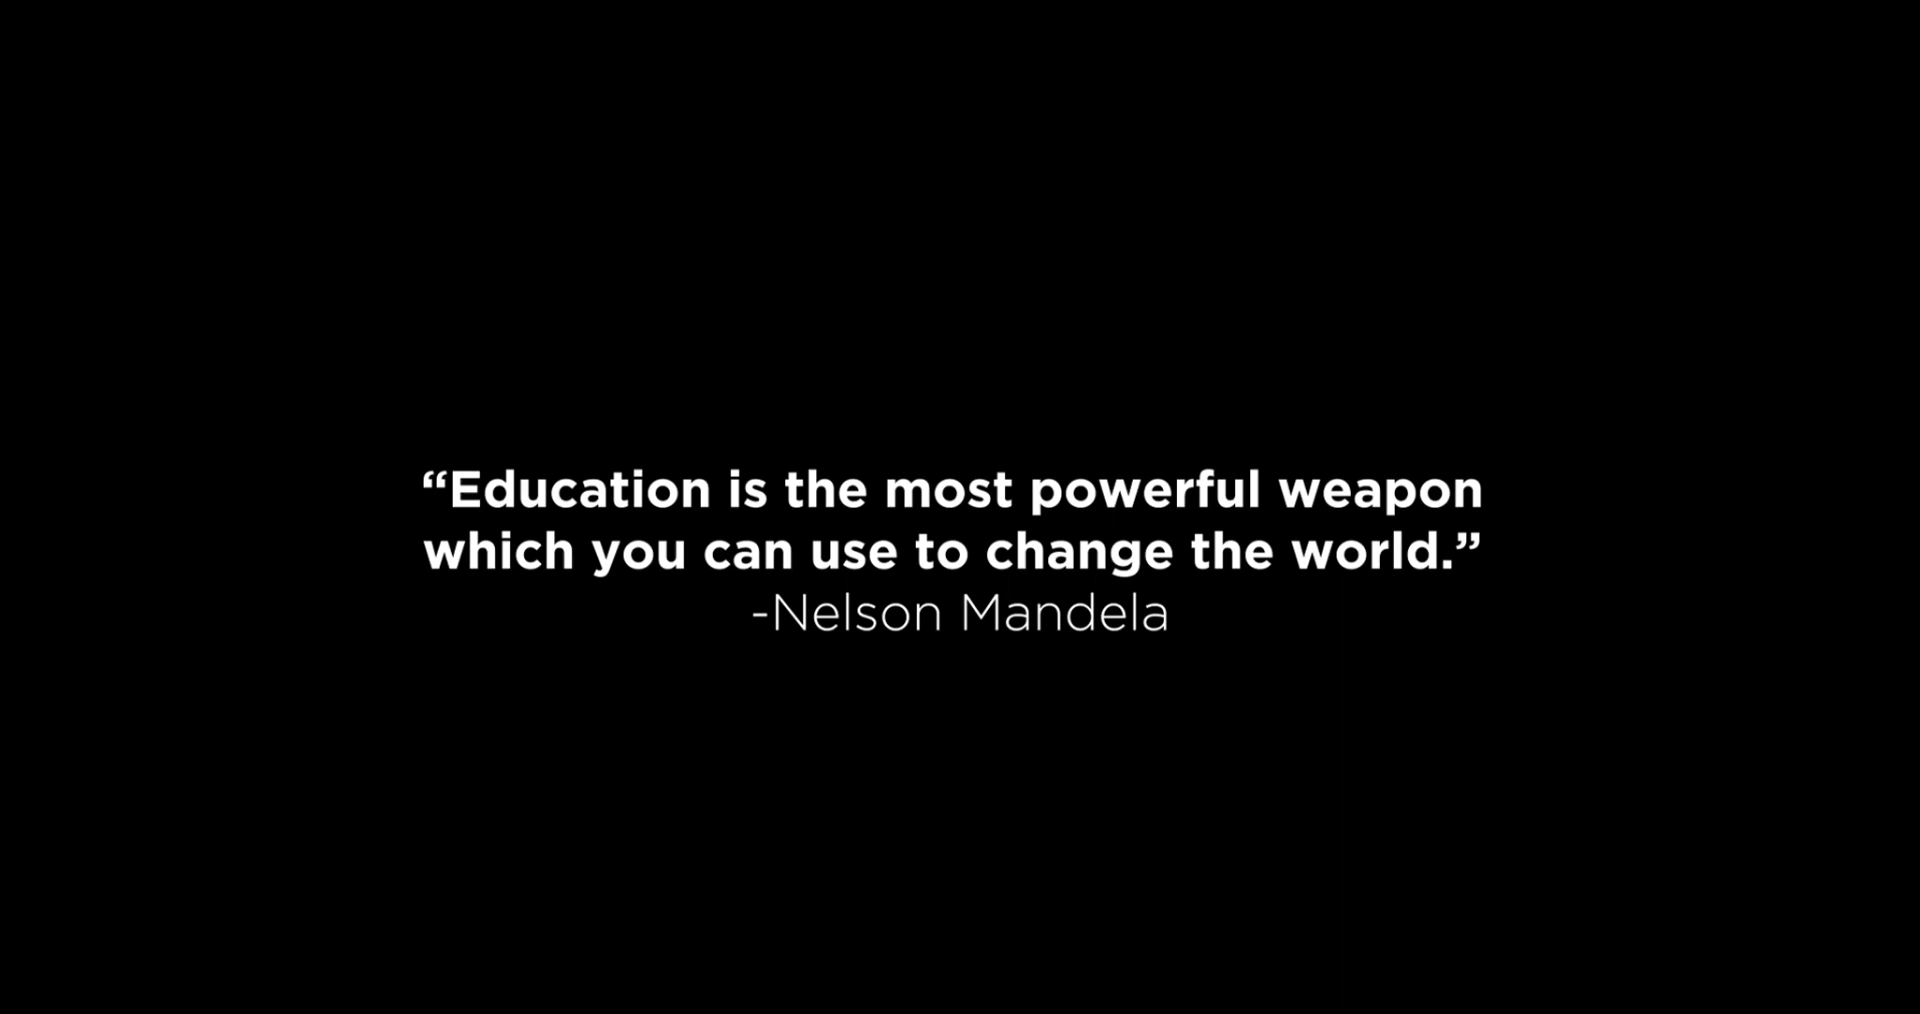 “Education is the most powerful weapon
which you can use to change the world.”
-Nelson Mandela